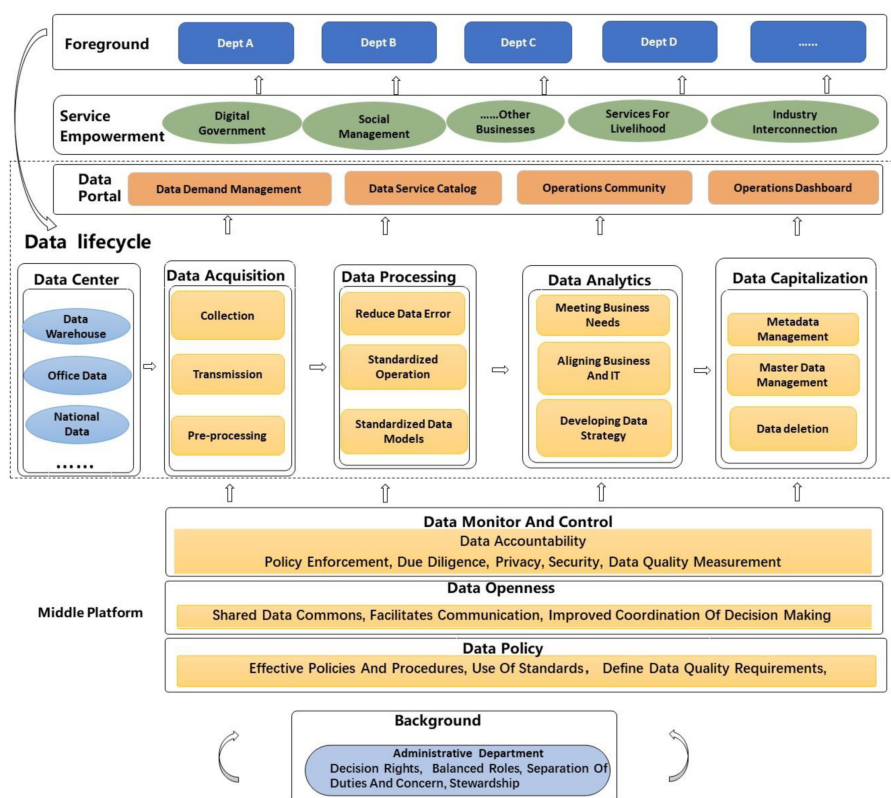 Foreground
Dept A
Dept B
Dept C
Dept D
......
Service
Empowerment
Digital
Government
Social
Management
......Other
Businesses
Services For
Livelihood
Industry
Interconnection
Data
Portal
Data Demand Management
Data Service Catalog
Operations Community
Operations Dashboard
Data lifecycle
Data Center
Data
Warehouse
Office Data
National
Data
......
Data Acquisition
Collection
Transmission
Pre-processing
Data Processing
Reduce Data Error
Standardized
Operation
Standardized Data
Models
Data Analytics
Meeting Business
Needs
Aligning Business
And IT
Developing Data
Strategy
Data Capitalization
Metadata
Management
Master Data
Management
Data deletion
Middle Platform
Data Monitor And Control
Data Accountability
Policy Enforcement, Due Diligence, Privacy, Security, Data Quality Measurement
Data Openness
Shared Data Commons, Facilitates Communication, Improved Coordination Of Decision Making
Data Policy
Effective Policies And Procedures, Use Of Standards， Define Data Quality Requirements,
Background
Administrative Department
Decision Rights, Balanced Roles, Separation Of
Duties And Concern, Stewardship